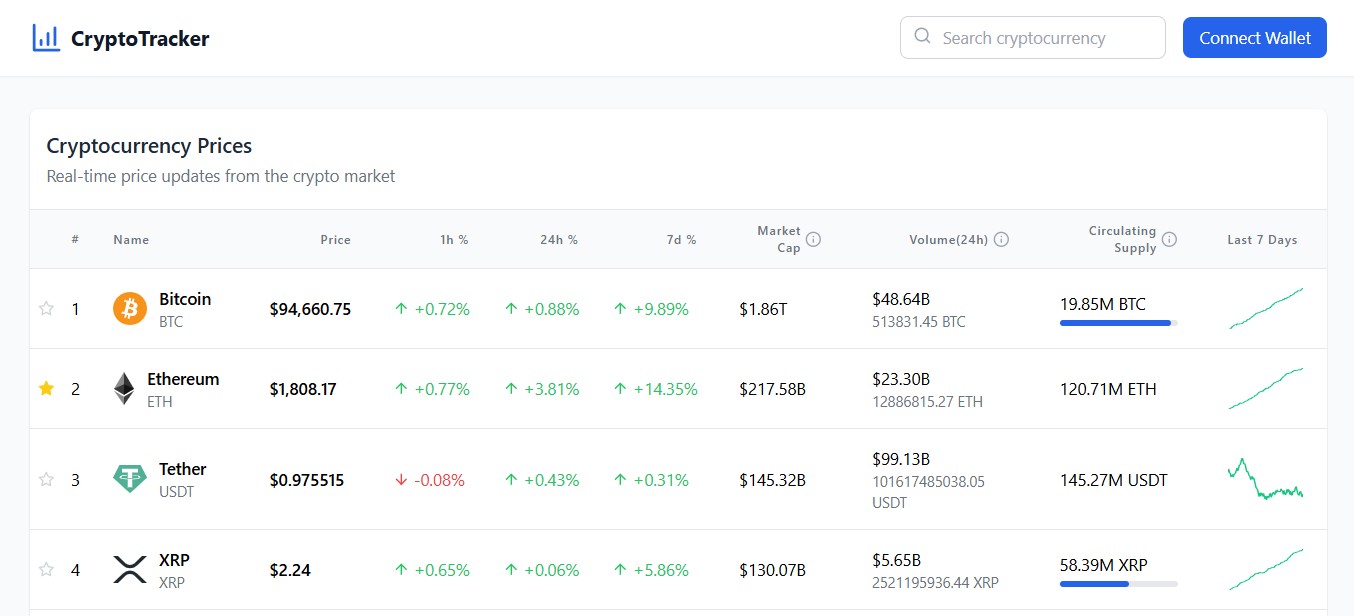 CryptoTracker
Search cryptocurrency
Connect Wallet
Cryptocurrency Prices
Real-time price updates from the crypto market
# Name Price 1h % 24h % 7d % Market Cap Volume(24h) Circulating Supply Last 7 Days
1 Bitcoin $94,660.75 +0.72% +0.88% +9.89% $1.86T $48.64B 19.85M BTC
BTC 513831.45 BTC
2 Ethereum $1,808.17 +0.77% +3.81% +14.35% $217.58B $23.30B 120.71M ETH
ETH 12886815.27 ETH
3 Tether $0.975515 -0.08% +0.43% +0.31% $145.32B $99.13B 145.27M USDT
USDT 101617485038.05
USDT
4 XRP $2.24 +0.65% +0.06% +5.86% $130.07B $5.65B 58.39M XRP
XRP 2521195936.44 XRP